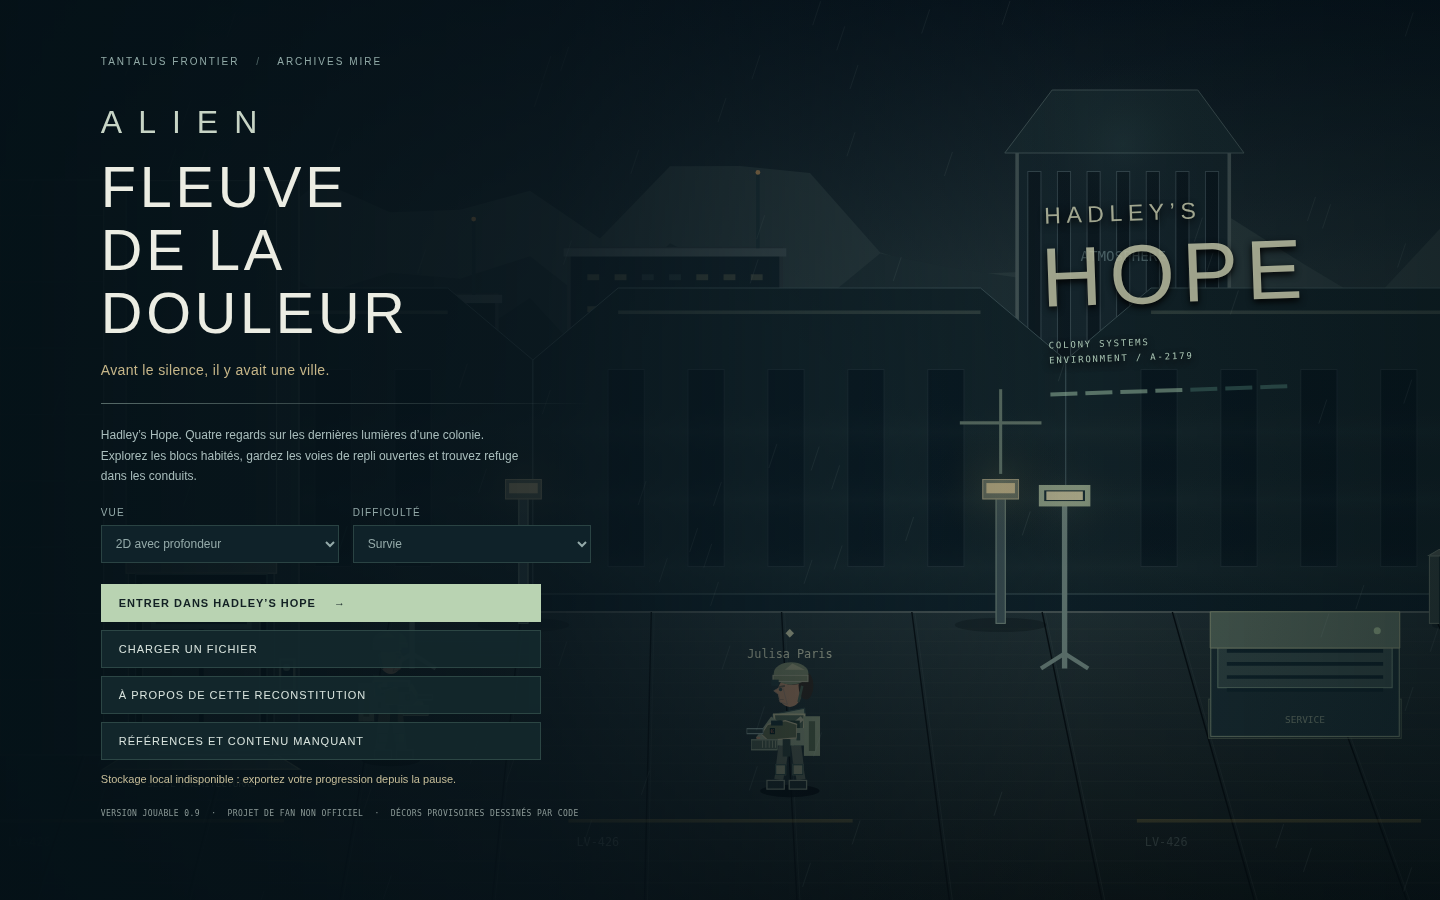 TANTALUS FRONTIER / ARCHIVES MIRE
ALIEN
FLEUVE
DE LA
DOULEUR
Avant le silence, il y avait une ville.
Hadley’s Hope. Quatre regards sur les dernières lumières d’une colonie.
Explorez les blocs habités, gardez les voies de repli ouvertes et trouvez refuge
dans les conduits.
VUE
DIFFICULTÉ
2D avec profondeur
Survie
ENTRER DANS HADLEY’S HOPE →
CHARGER UN FICHIER
À PROPOS DE CETTE RECONSTITUTION
RÉFÉRENCES ET CONTENU MANQUANT
Stockage local indisponible : exportez votre progression depuis la pause.
VERSION JOUABLE 0.9 · PROJET DE FAN NON OFFICIEL · DÉCORS PROVISOIRES DESSINÉS PAR CODE
HADLEY’S
HOPE
COLONY SYSTEMS
ENVIRONMENT / A-2179
Julisa Paris
SERVICE
LV-426
LV-426